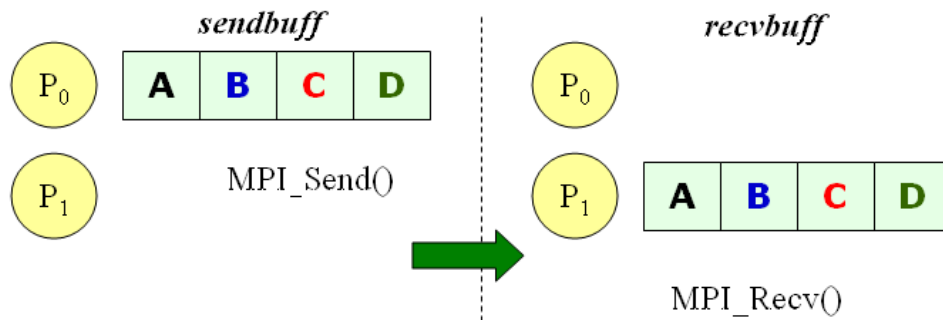 sendbuff
P0 A B C D
P1
MPI_Send()
recvbuff
P0
P1 A B C D
MPI_Recv()